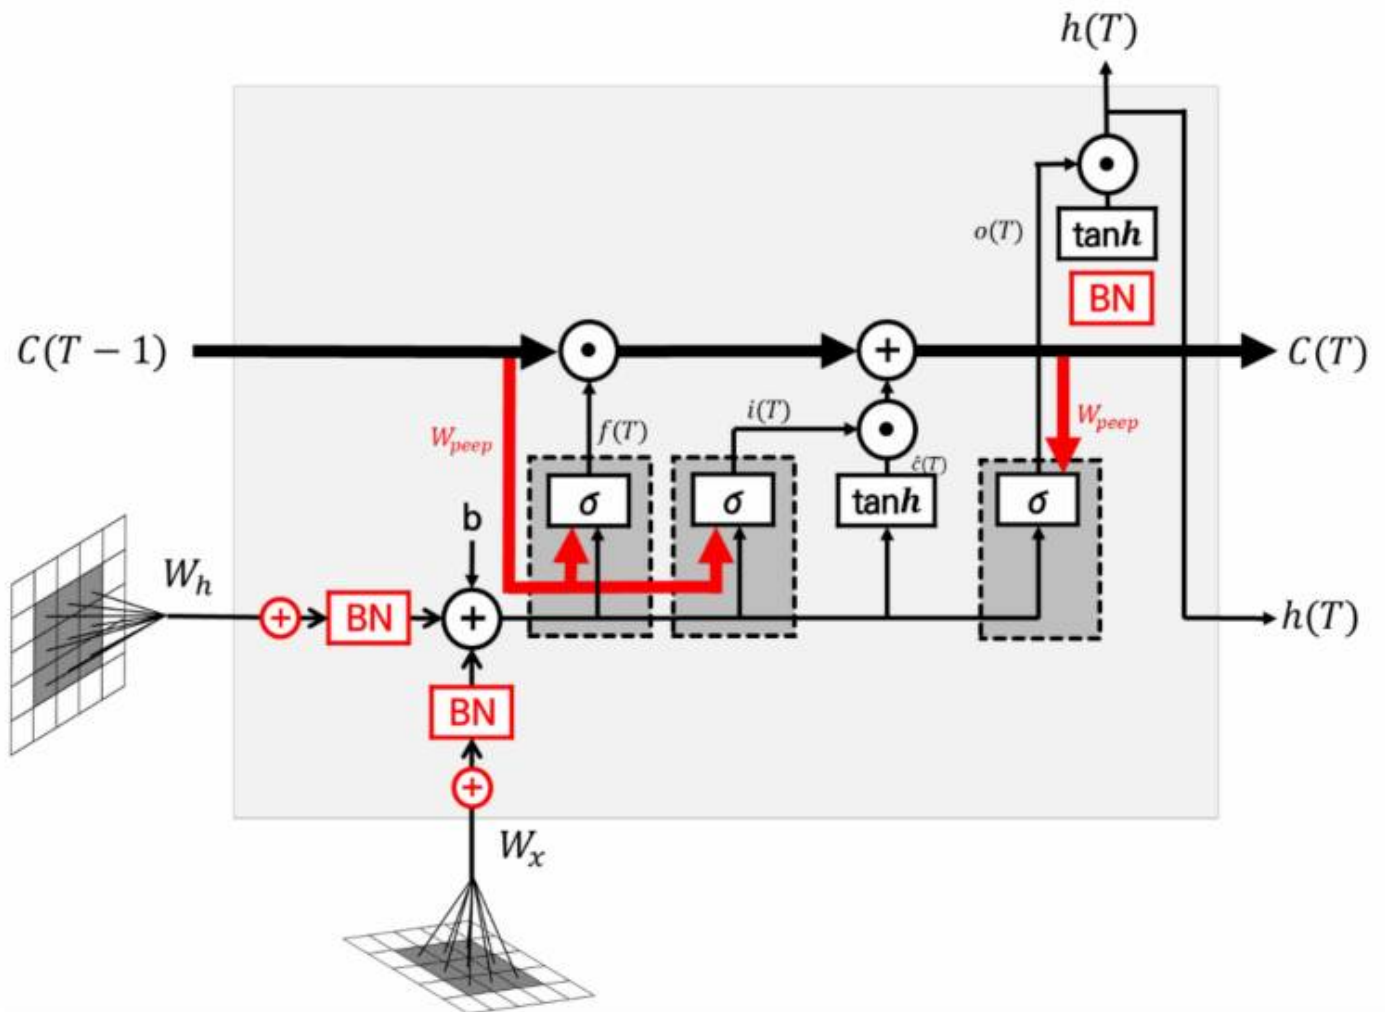 h(T)
o(T)
tanh
BN
C(T − 1)
C(T)
W_peep
f(T)
i(T)
ĉ(T)
W_peep
σ
σ
tanh
σ
b
W_h
BN
h(T)
BN
W_x